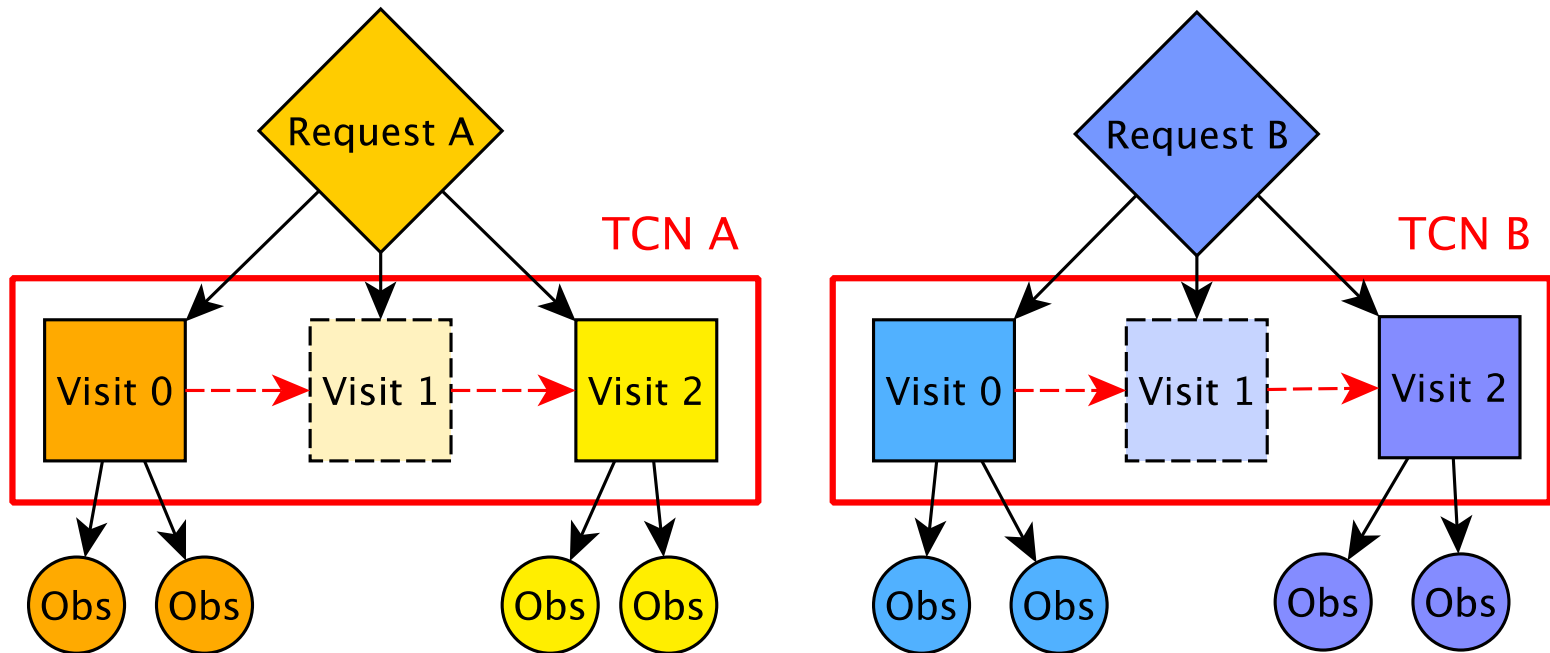 Request A
Request B
TCN A
TCN B
Visit 0
Visit 1
Visit 2
Visit 0
Visit 1
Visit 2
Obs
Obs
Obs
Obs
Obs
Obs
Obs
Obs